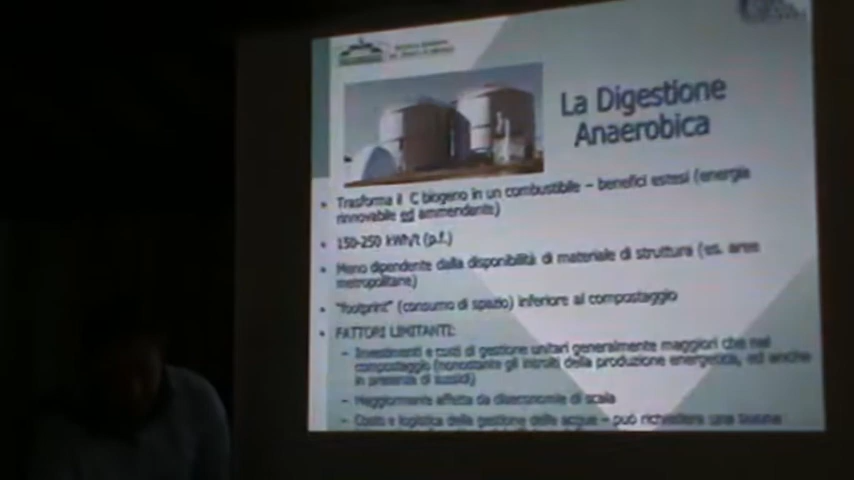 La Digestione
Anaerobica
Trasforma il C biogeno in un combustibile – benefici estesi (energia
rinnovabile ed ammendante)
150-250 kWh/t (p.f.)
Meno dipendente dalla disponibilità di materiale di struttura (es. aree
metropolitane)
"footprint" (consumo di spazio) inferiore al compostaggio
FATTORI LIMITANTI:
– Investimenti e costi di gestione unitari generalmente maggiori che nel
compostaggio (nonostante gli introiti della produzione energetica, ed anche
in presenza di sussidi)
– Maggiormente affetta da diseconomie di scala
– Costi e logistica della gestione delle acque – può richiedere una buona